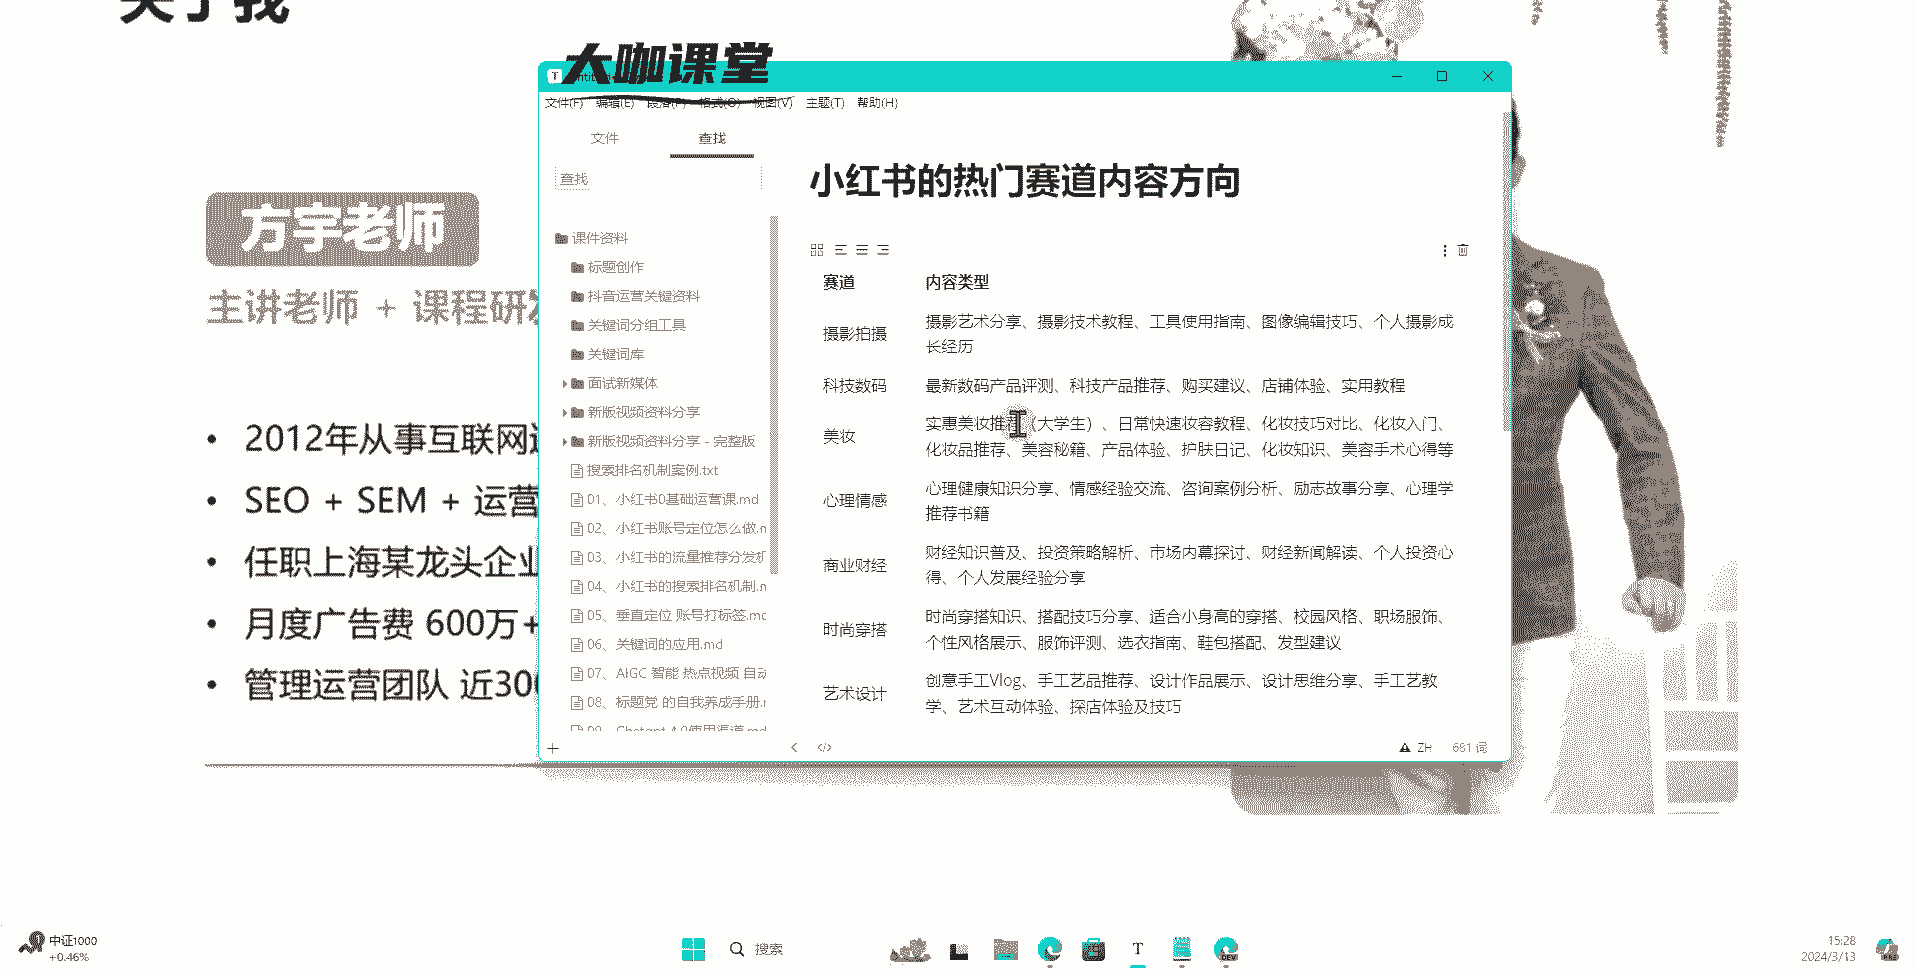 关于我
大咖课堂
文件(F) 编辑(E) 段落(P) 格式(O) 视图(V) 主题(T) 帮助(H)
文件 查找
查找
课件资料
标题创作
抖音运营关键资料
关键词分组工具
关键词库
面试新媒体
新版视频资料分享
新版视频资料分享 - 完整版
搜索排名机制案例.txt
01、小红书0基础运营课.md
02、小红书账号定位怎么做.m
03、小红书的流量推荐分发机
04、小红书的搜索排名机制.m
05、垂直定位 账号打标签.md
06、关键词的应用.md
07、AIGC 智能 热点视频 自动
08、标题党 的自我养成手册.m
09、Chatgpt 4.0使用渠道.md
小红书的热门赛道内容方向
赛道 内容类型
摄影拍摄 摄影艺术分享、摄影技术教程、工具使用指南、图像编辑技巧、个人摄影成
长经历
科技数码 最新数码产品评测、科技产品推荐、购买建议、店铺体验、实用教程
美妆 实惠美妆推荐（大学生）、日常快速妆容教程、化妆技巧对比、化妆入门、
化妆品推荐、美容秘籍、产品体验、护肤日记、化妆知识、美容手术心得等
心理情感 心理健康知识分享、情感经验交流、咨询案例分析、励志故事分享、心理学
推荐书籍
商业财经 财经知识普及、投资策略解析、市场内幕探讨、财经新闻解读、个人投资心
得、个人发展经验分享
时尚穿搭 时尚穿搭知识、搭配技巧分享、适合小身高的穿搭、校园风格、职场服饰、
个性风格展示、服饰评测、选衣指南、鞋包搭配、发型建议
艺术设计 创意手工Vlog、手工艺品推荐、设计作品展示、设计思维分享、手工艺教
学、艺术互动体验、探店体验及技巧
ZH 681 词
方宇老师
主讲老师 + 课程研发
2012年从事互联网
SEO + SEM + 运营
任职上海某龙头企业
月度广告费 600万+
管理运营团队 近300
中证1000
+0.46%
搜索
DEV
15:28
2024/3/13
PRE